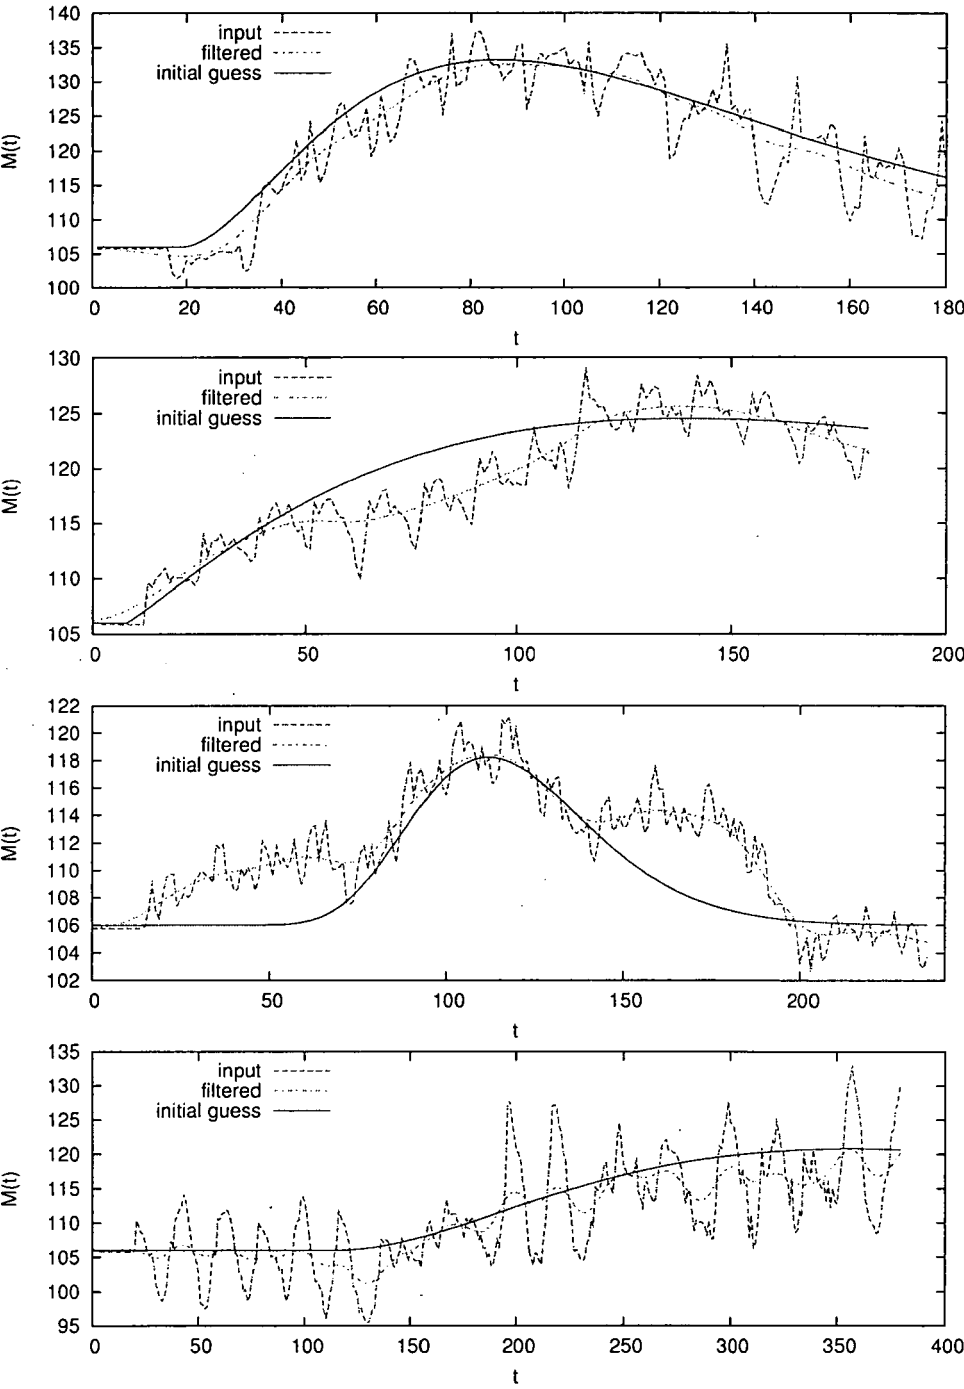 140
135
130
125
120
115
110
105
100
M(t)
input
filtered
initial guess
0 20 40 60 80 100 120 140 160 180
t
130
125
120
115
110
105
M(t)
input
filtered
initial guess
0 50 100 150 200
t
122
120
118
116
114
112
110
108
106
104
102
M(t)
input
filtered
initial guess
0 50 100 150 200
t
135
130
125
120
115
110
105
100
95
M(t)
input
filtered
initial guess
0 50 100 150 200 250 300 350 400
t